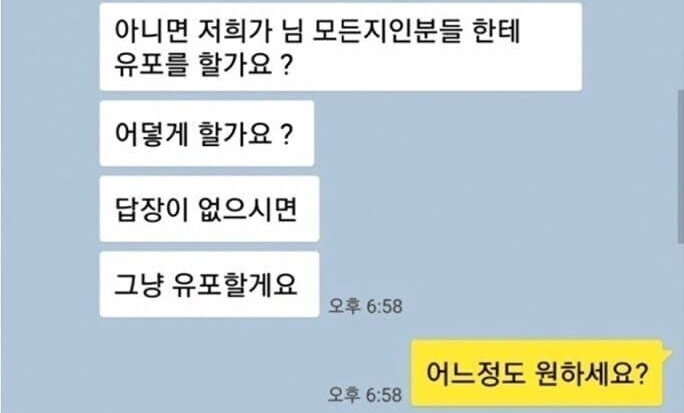 아니면 저희가 님 모든지인분들 한테
유포를 할가요 ?
어덯게 할가요 ?
답장이 없으시면
그냥 유포할게요
오후 6:58
어느정도 원하세요?
오후 6:58